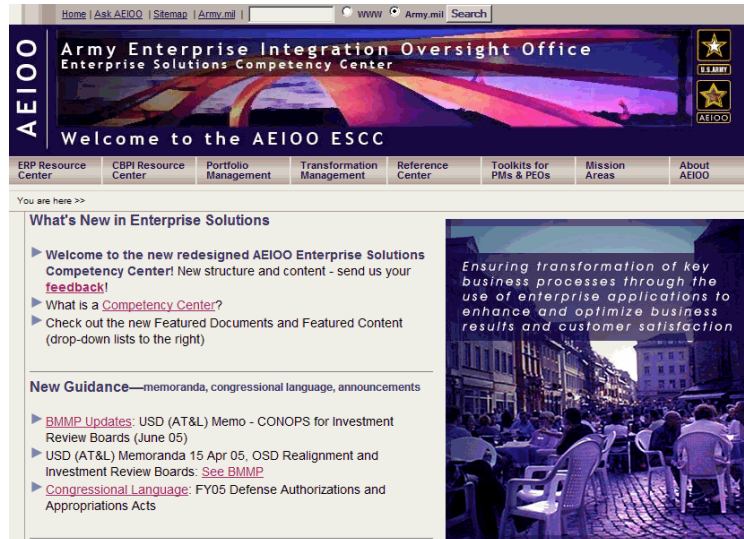 Home | Ask AEIOO | Sitemap | Army.mil | WWW Army.mil Search
AEIOO
Army Enterprise Integration Oversight Office
Enterprise Solutions Competency Center
Welcome to the AEIOO ESCC
U.S.ARMY
AEIOO
ERP Resource Center
CBPI Resource Center
Portfolio Management
Transformation Management
Reference Center
Toolkits for PMs & PEOs
Mission Areas
About AEIOO
You are here >>
What's New in Enterprise Solutions
Welcome to the new redesigned AEIOO Enterprise Solutions
Competency Center! New structure and content - send us your
feedback!
What is a Competency Center?
Check out the new Featured Documents and Featured Content
(drop-down lists to the right)
New Guidance—memoranda, congressional language, announcements
BMMP Updates: USD (AT&L) Memo - CONOPS for Investment
Review Boards (June 05)
USD (AT&L) Memoranda 15 Apr 05, OSD Realignment and
Investment Review Boards: See BMMP
Congressional Language: FY05 Defense Authorizations and
Appropriations Acts
Ensuring transformation of key
business processes through the
use of enterprise applications to
enhance and optimize business
results and customer satisfaction